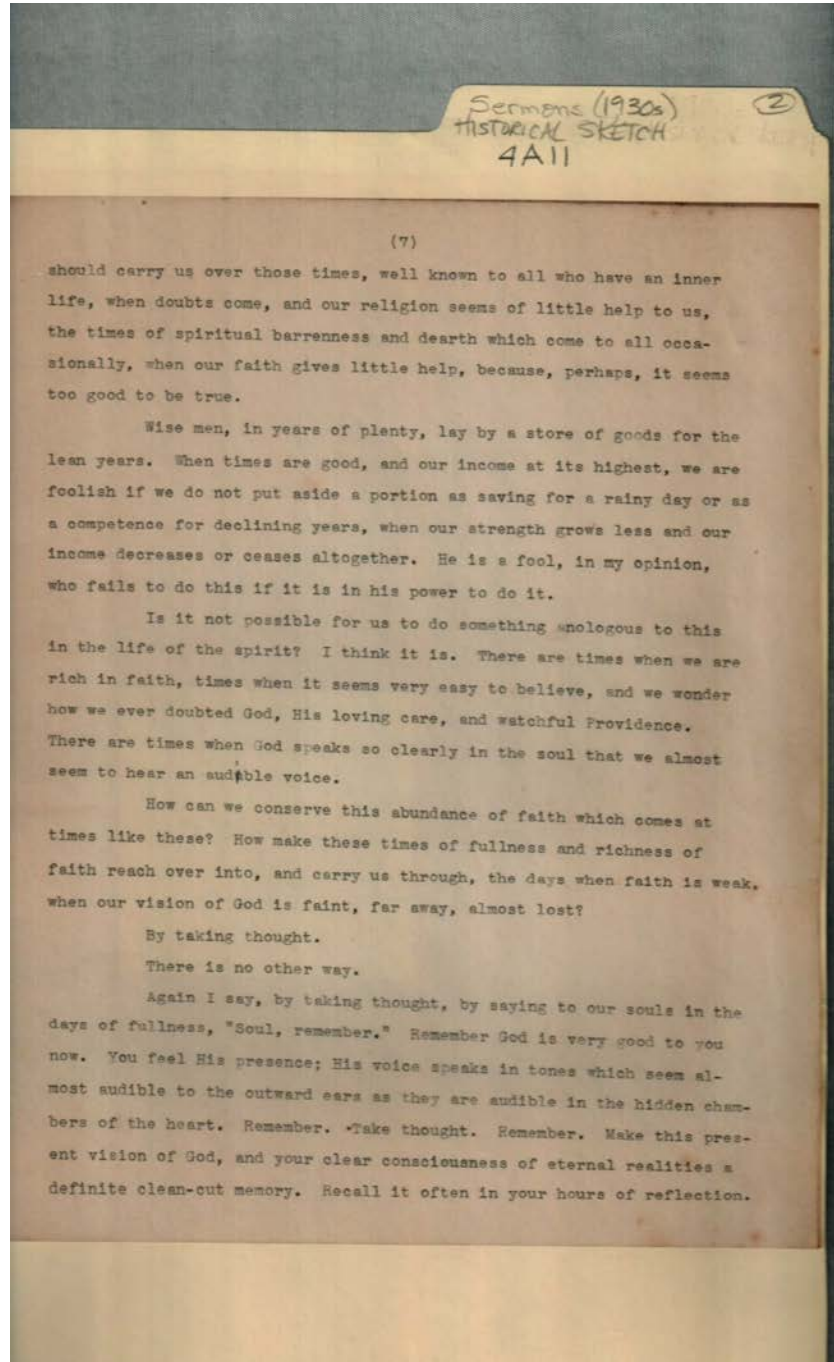 Sermons (1930s)
HISTORICAL SKETCH
4A11
2
(7)
should carry us over those times, well known to all who have an inner
life, when doubts come, and our religion seems of little help to us,
the times of spiritual barrenness and dearth which come to all occa-
sionally, when our faith gives little help, because, perhaps, it seems
too good to be true.
Wise men, in years of plenty, lay by a store of goods for the
lean years. When times are good, and our income at its highest, we are
foolish if we do not put aside a portion as saving for a rainy day or as
a competence for declining years, when our strength grows less and our
income decreases or ceases altogether. He is a fool, in my opinion,
who fails to do this if it is in his power to do it.
Is it not possible for us to do something anologous to this
in the life of the spirit? I think it is. There are times when we are
rich in faith, times when it seems very easy to believe, and we wonder
how we ever doubted God, His loving care, and watchful Providence.
There are times when God speaks so clearly in the soul that we almost
seem to hear an audible voice.
How can we conserve this abundance of faith which comes at
times like these? How make these times of fullness and richness of
faith reach over into, and carry us through, the days when faith is weak.
when our vision of God is faint, far away, almost lost?
By taking thought.
There is no other way.
Again I say, by taking thought, by saying to our souls in the
days of fullness, "Soul, remember." Remember God is very good to you
now. You feel His presence; His voice speaks in tones which seem al-
most audible to the outward ears as they are audible in the hidden cham-
bers of the heart. Remember. Take thought. Remember. Make this pres-
ent vision of God, and your clear consciousness of eternal realities a
definite clean-cut memory. Recall it often in your hours of reflection.